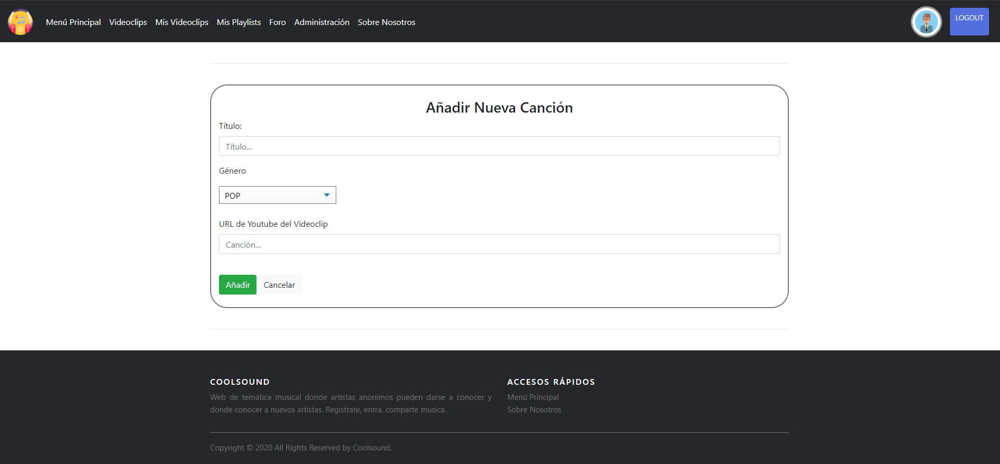 Menú Principal Videoclips Mis Videoclips Mis Playlists Foro Administración Sobre Nosotros LOGOUT
Añadir Nueva Canción
Título:
Título...
Género
POP
URL de Youtube del Videoclip
Canción...
Añadir Cancelar
COOLSOUND
Web de tematica musical donde artistas anónimos pueden darse a conocer y
donde conocer a nuevos artistas. Registrate, entra, comparte musica.
ACCESOS RÁPIDOS
Menú Principal
Sobre Nosotros
Copyright © 2020 All Rights Reserved by Coolsound.